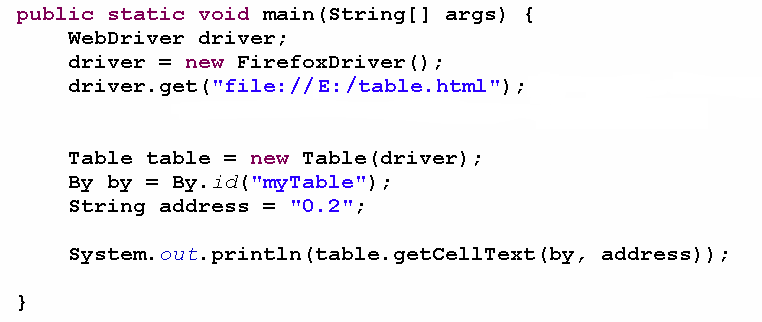 public static void main(String[] args) {
WebDriver driver;
driver = new FirefoxDriver();
driver.get("file://E:/table.html");
Table table = new Table(driver);
By by = By.id("myTable");
String address = "0.2";
System.out.println(table.getCellText(by, address));
}